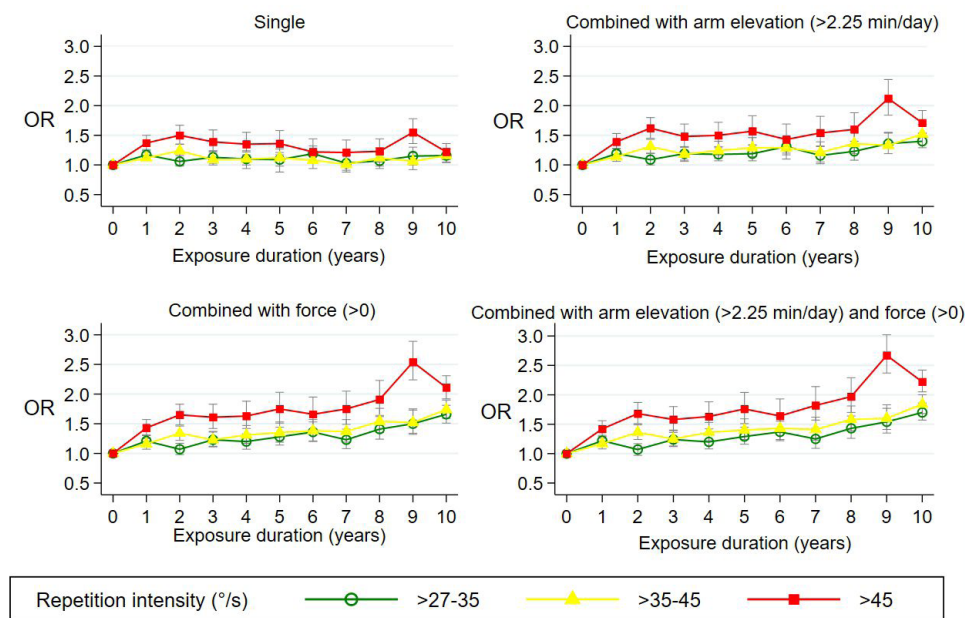 Single
3.0
2.5
2.0
1.5
1.0
0.5
OR
0 1 2 3 4 5 6 7 8 9 10
Exposure duration (years)
Combined with arm elevation (>2.25 min/day)
3.0
2.5
2.0
1.5
1.0
0.5
OR
0 1 2 3 4 5 6 7 8 9 10
Exposure duration (years)
Combined with force (>0)
3.0
2.5
2.0
1.5
1.0
0.5
OR
0 1 2 3 4 5 6 7 8 9 10
Exposure duration (years)
Combined with arm elevation (>2.25 min/day) and force (>0)
3.0
2.5
2.0
1.5
1.0
0.5
OR
0 1 2 3 4 5 6 7 8 9 10
Exposure duration (years)
Repetition intensity (°/s) >27-35 >35-45 >45